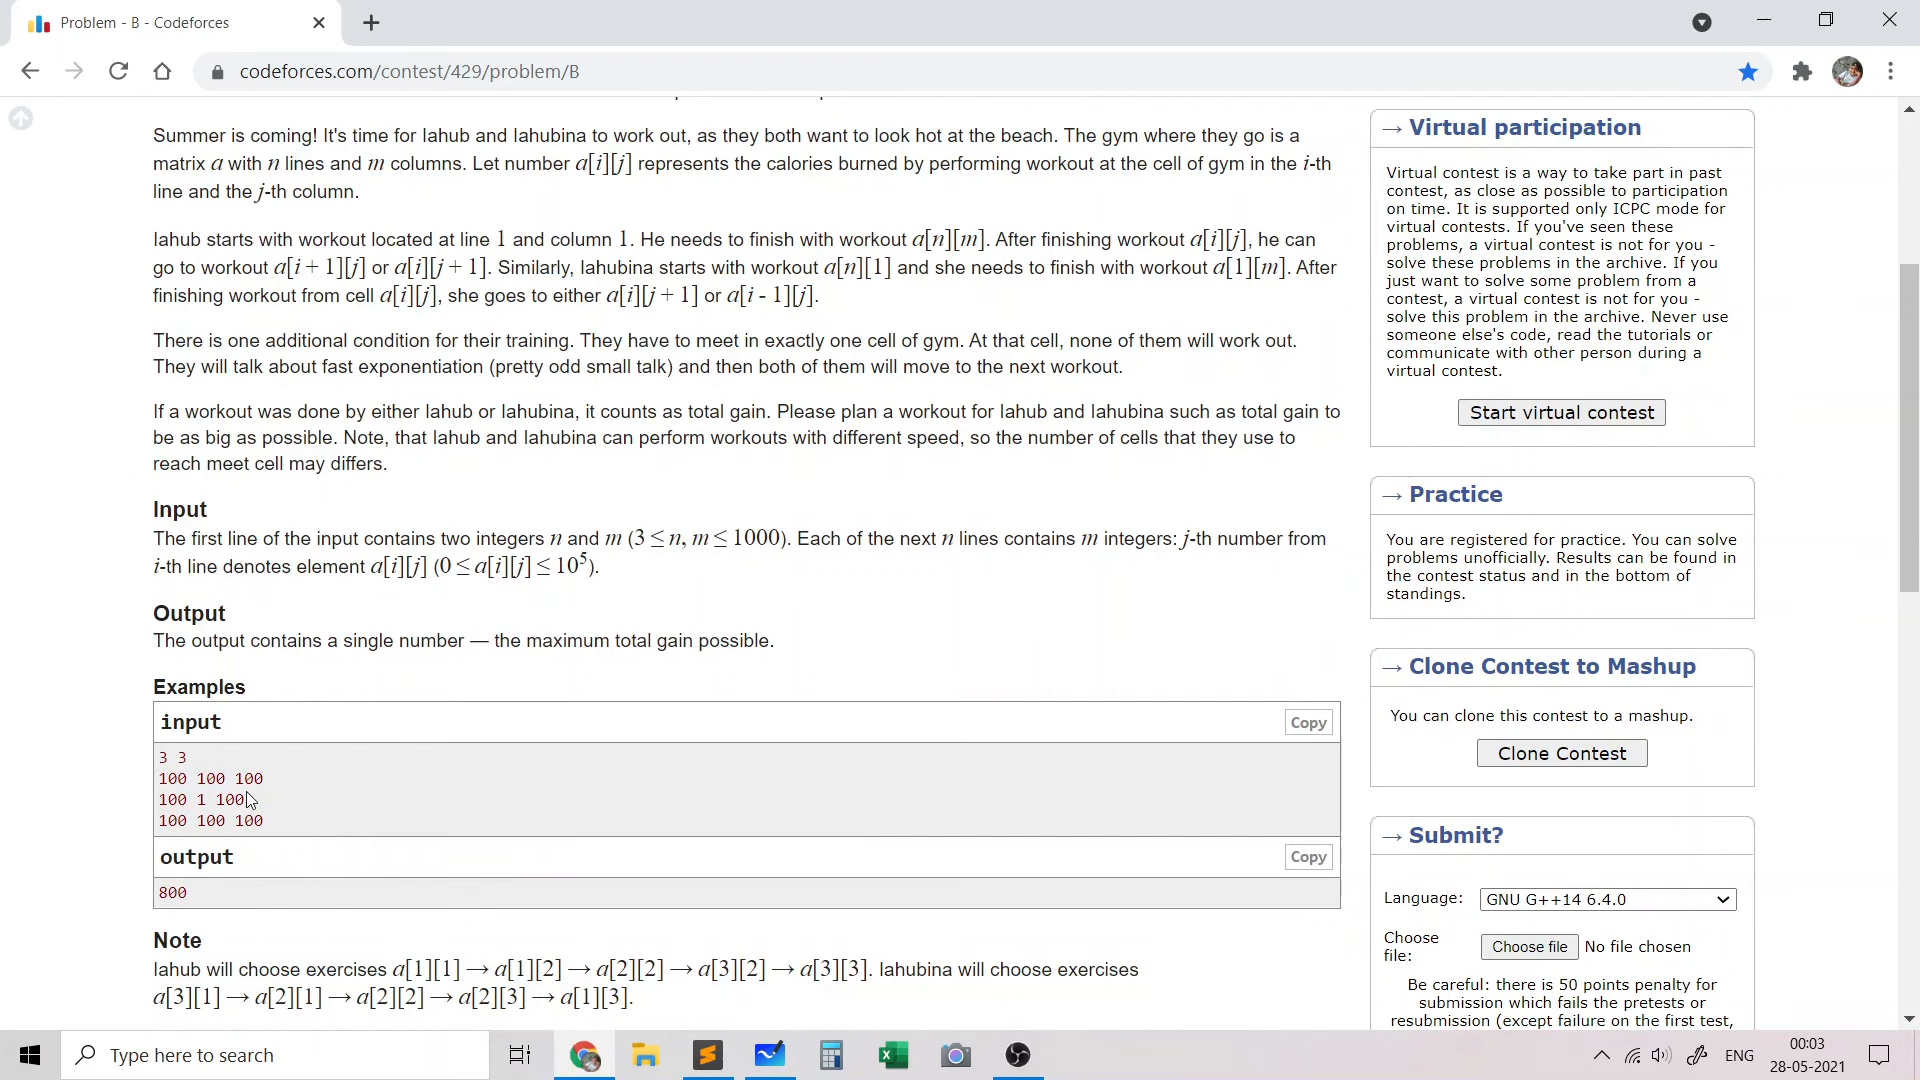 Problem - B - Codeforces
codeforces.com/contest/429/problem/B
Summer is coming! It's time for Iahub and Iahubina to work out, as they both want to look hot at the beach. The gym where they go is a
matrix a with n lines and m columns. Let number a[i][j] represents the calories burned by performing workout at the cell of gym in the i-th
line and the j-th column.
Iahub starts with workout located at line 1 and column 1. He needs to finish with workout a[n][m]. After finishing workout a[i][j], he can
go to workout a[i + 1][j] or a[i][j + 1]. Similarly, Iahubina starts with workout a[n][1] and she needs to finish with workout a[1][m]. After
finishing workout from cell a[i][j], she goes to either a[i][j + 1] or a[i - 1][j].
There is one additional condition for their training. They have to meet in exactly one cell of gym. At that cell, none of them will work out.
They will talk about fast exponentiation (pretty odd small talk) and then both of them will move to the next workout.
If a workout was done by either Iahub or Iahubina, it counts as total gain. Please plan a workout for Iahub and Iahubina such as total gain to
be as big as possible. Note, that Iahub and Iahubina can perform workouts with different speed, so the number of cells that they use to
reach meet cell may differs.
Input
The first line of the input contains two integers n and m (3 ≤ n, m ≤ 1000). Each of the next n lines contains m integers: j-th number from
i-th line denotes element a[i][j] (0 ≤ a[i][j] ≤ 10⁵).
Output
The output contains a single number — the maximum total gain possible.
Examples
input
Copy
3 3
100 100 100
100 1 100
100 100 100
output
Copy
800
Note
Iahub will choose exercises a[1][1] → a[1][2] → a[2][2] → a[3][2] → a[3][3]. Iahubina will choose exercises
a[3][1] → a[2][1] → a[2][2] → a[2][3] → a[1][3].
→ Virtual participation
Virtual contest is a way to take part in past
contest, as close as possible to participation
on time. It is supported only ICPC mode for
virtual contests. If you've seen these
problems, a virtual contest is not for you -
solve these problems in the archive. If you
just want to solve some problem from a
contest, a virtual contest is not for you -
solve this problem in the archive. Never use
someone else's code, read the tutorials or
communicate with other person during a
virtual contest.
Start virtual contest
→ Practice
You are registered for practice. You can solve
problems unofficially. Results can be found in
the contest status and in the bottom of
standings.
→ Clone Contest to Mashup
You can clone this contest to a mashup.
Clone Contest
→ Submit?
Language: GNU G++14 6.4.0
Choose
file:
Choose file No file chosen
Be careful: there is 50 points penalty for
submission which fails the pretests or
resubmission (except failure on the first test,
Type here to search
ENG
00:03
28-05-2021